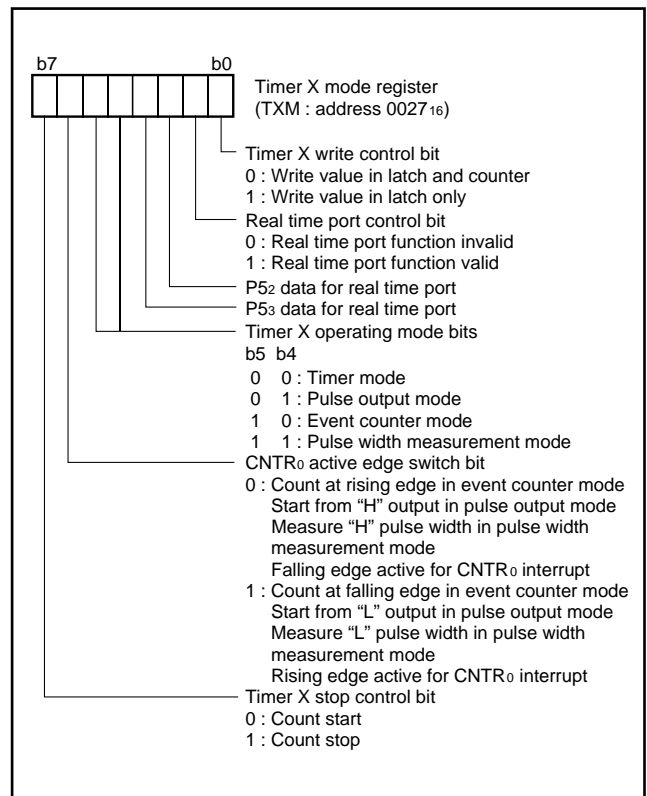 b7 b0
Timer X mode register
(TXM : address 0027₁₆)
Timer X write control bit
0 : Write value in latch and counter
1 : Write value in latch only
Real time port control bit
0 : Real time port function invalid
1 : Real time port function valid
P5₂ data for real time port
P5₃ data for real time port
Timer X operating mode bits
b5 b4
0 0 : Timer mode
0 1 : Pulse output mode
1 0 : Event counter mode
1 1 : Pulse width measurement mode
CNTR₀ active edge switch bit
0 : Count at rising edge in event counter mode
Start from “H” output in pulse output mode
Measure “H” pulse width in pulse width
measurement mode
Falling edge active for CNTR₀ interrupt
1 : Count at falling edge in event counter mode
Start from “L” output in pulse output mode
Measure “L” pulse width in pulse width
measurement mode
Rising edge active for CNTR₀ interrupt
Timer X stop control bit
0 : Count start
1 : Count stop